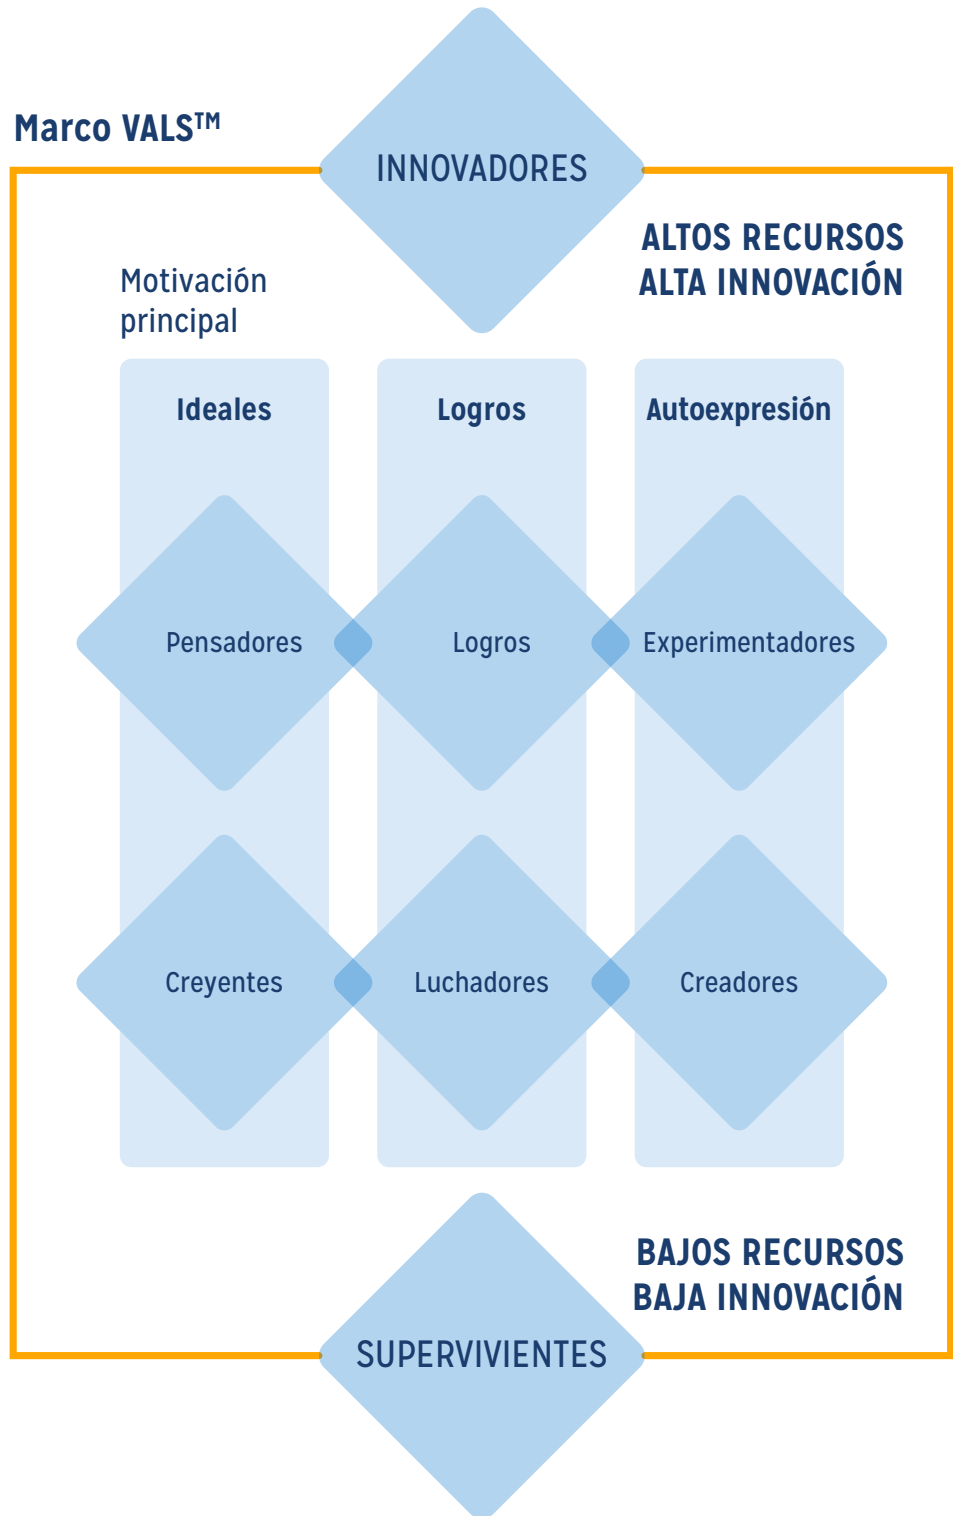 Marco VALS™
INNOVADORES
ALTOS RECURSOS
ALTA INNOVACIÓN
Motivación
principal
Ideales
Logros
Autoexpresión
Pensadores
Logros
Experimentadores
Creyentes
Luchadores
Creadores
BAJOS RECURSOS
BAJA INNOVACIÓN
SUPERVIVIENTES